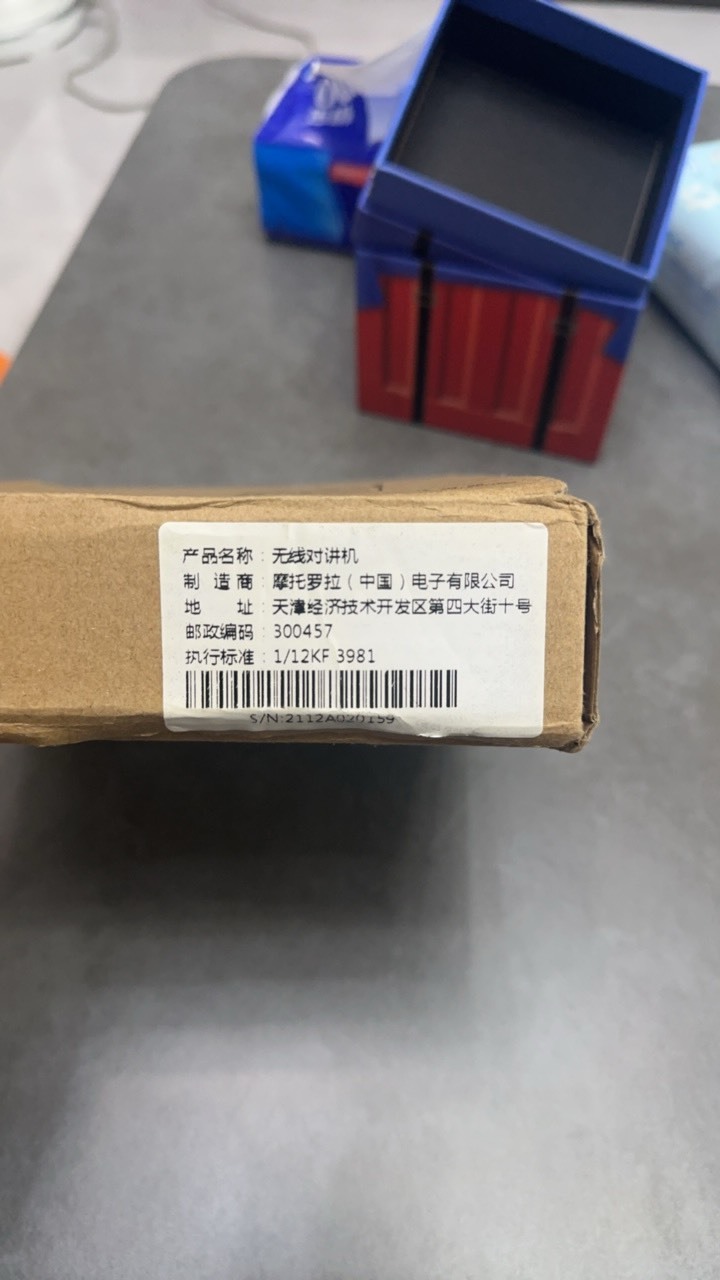 产品名称：无线对讲机
制造商：摩托罗拉（中国）电子有限公司
地址：天津经济技术开发区第四大街十号
邮政编码：300457
执行标准：1/12KF 3981
S/N:2112A020159